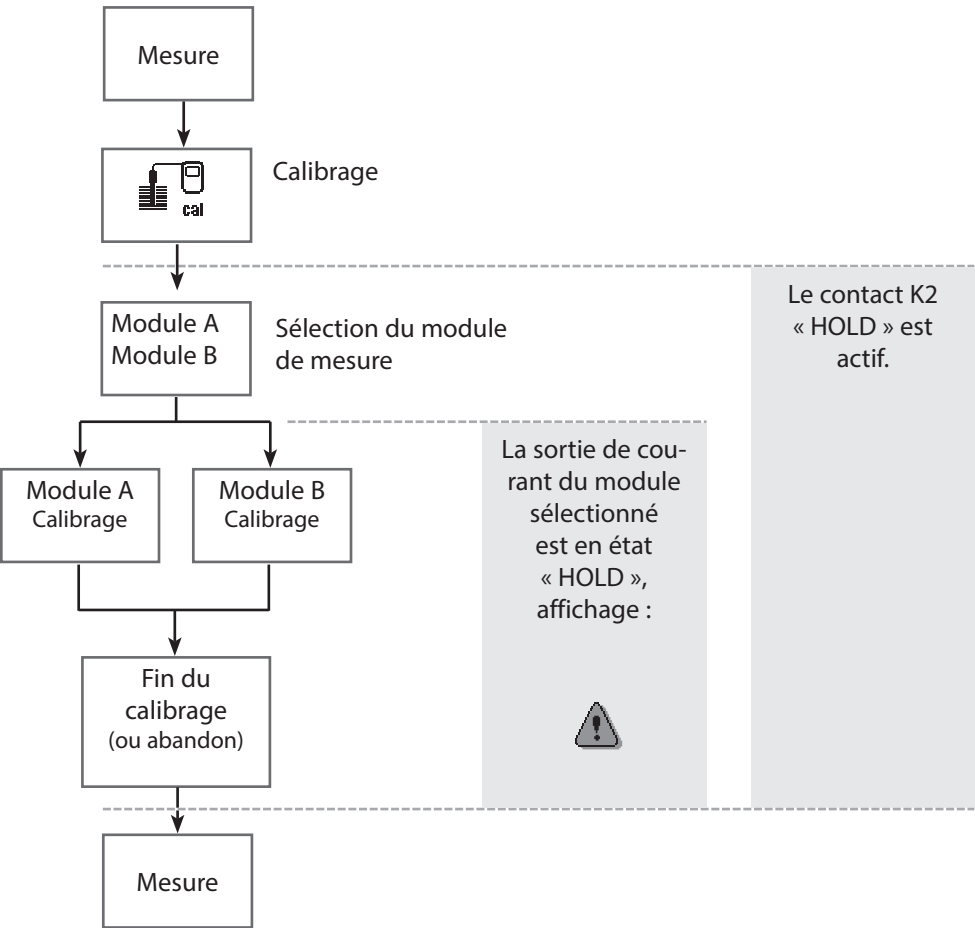 Mesure
cal
Calibrage
Module A
Module B
Sélection du module
de mesure
Le contact K2
« HOLD » est
actif.
Module A
Calibrage
Module B
Calibrage
La sortie de cou-
rant du module
sélectionné
est en état
« HOLD »,
affichage :
Fin du
calibrage
(ou abandon)
Mesure